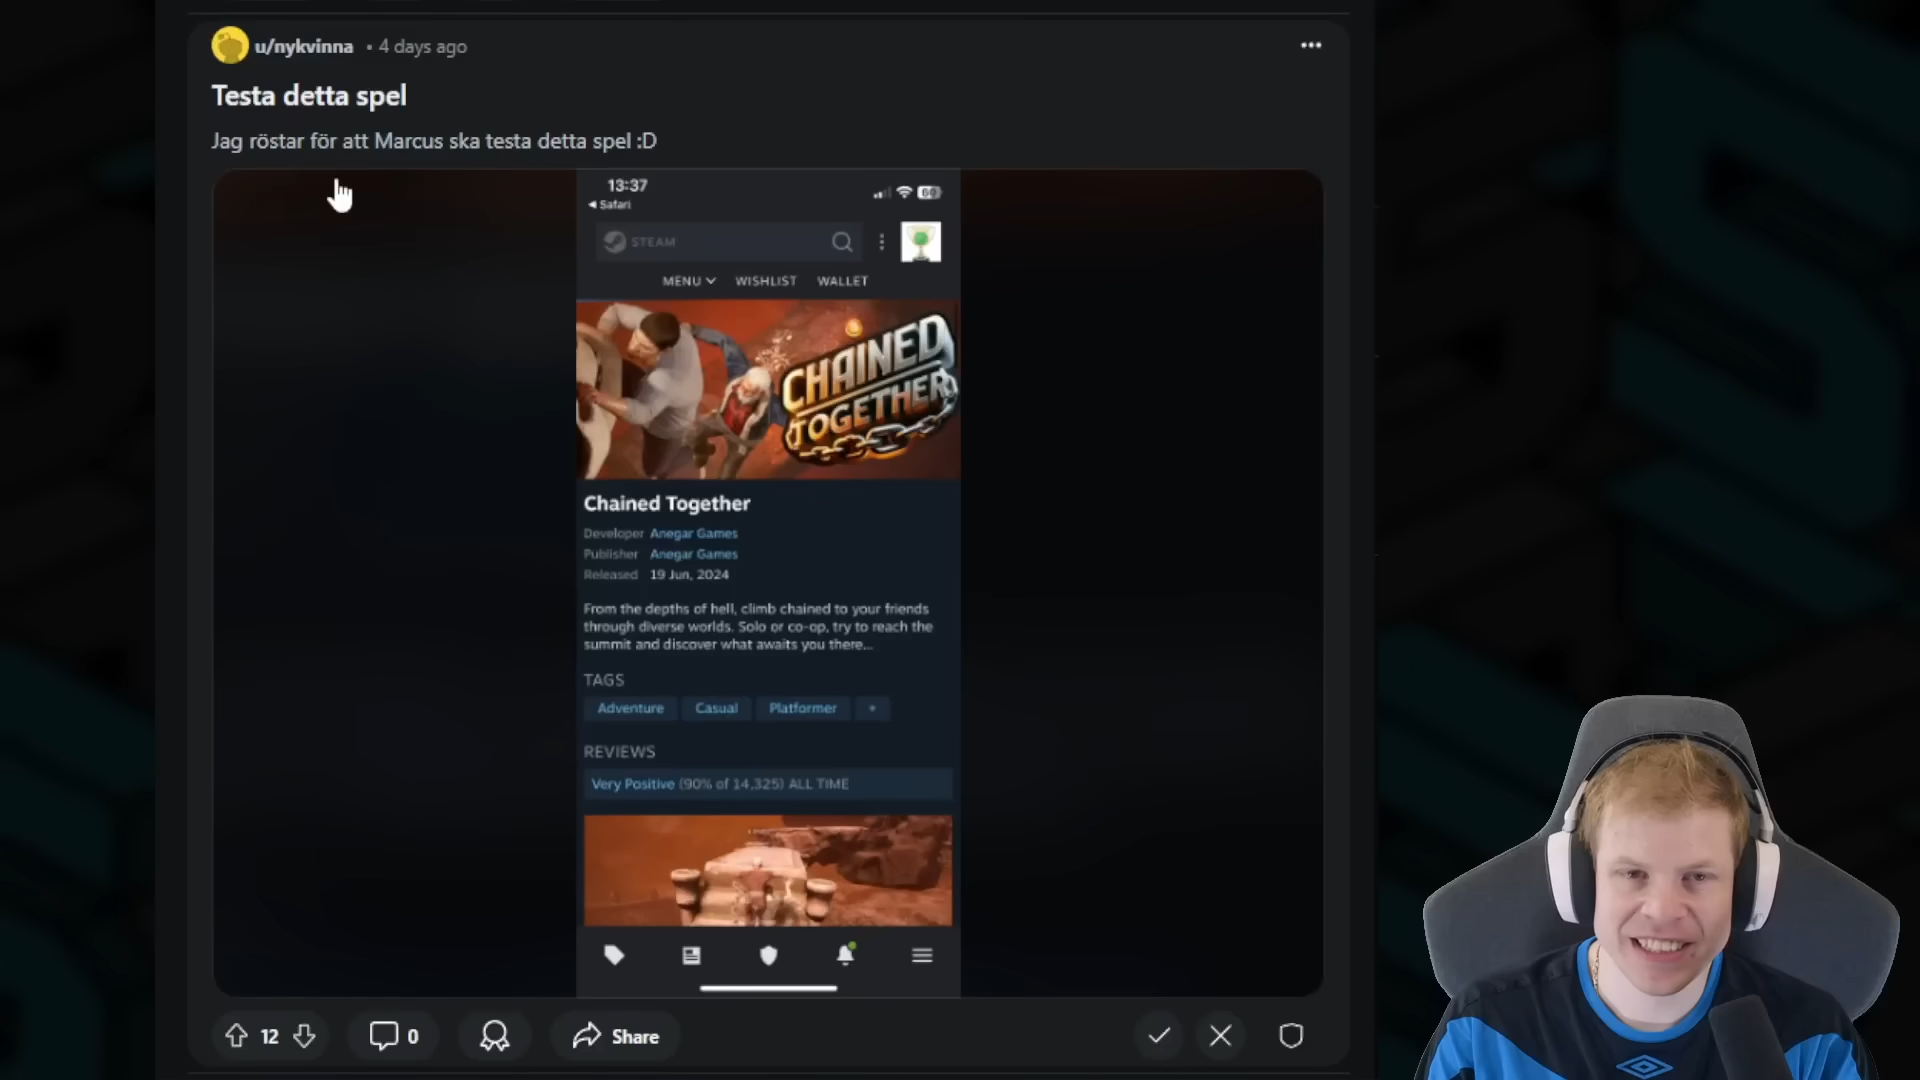 u/nykvinna • 4 days ago
Testa detta spel
Jag röstar för att Marcus ska testa detta spel :D
13:37
◀ Safari
60
STEAM
MENU WISHLIST WALLET
CHAINED
TOGETHER
Chained Together
Developer Anegar Games
Publisher Anegar Games
Released 19 Jun, 2024
From the depths of hell, climb chained to your friends
through diverse worlds. Solo or co-op, try to reach the
summit and discover what awaits you there...
TAGS
Adventure Casual Platformer +
REVIEWS
Very Positive (90% of 14,325) ALL TIME
12 0 Share